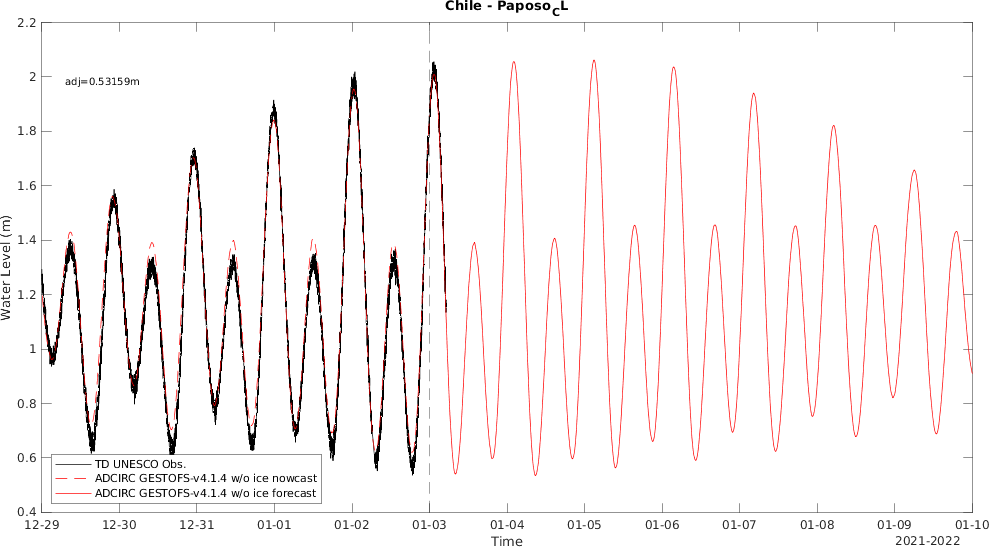 Chile - Paposo_CL
2.2
2
1.8
1.6
1.4
1.2
1
0.8
0.6
0.4
Water Level (m)
adj=0.53159m
TD UNESCO Obs.
ADCIRC GESTOFS-v4.1.4 w/o ice nowcast
ADCIRC GESTOFS-v4.1.4 w/o ice forecast
12-29 12-30 12-31 01-01 01-02 01-03 01-04 01-05 01-06 01-07 01-08 01-09 01-10
Time
2021-2022